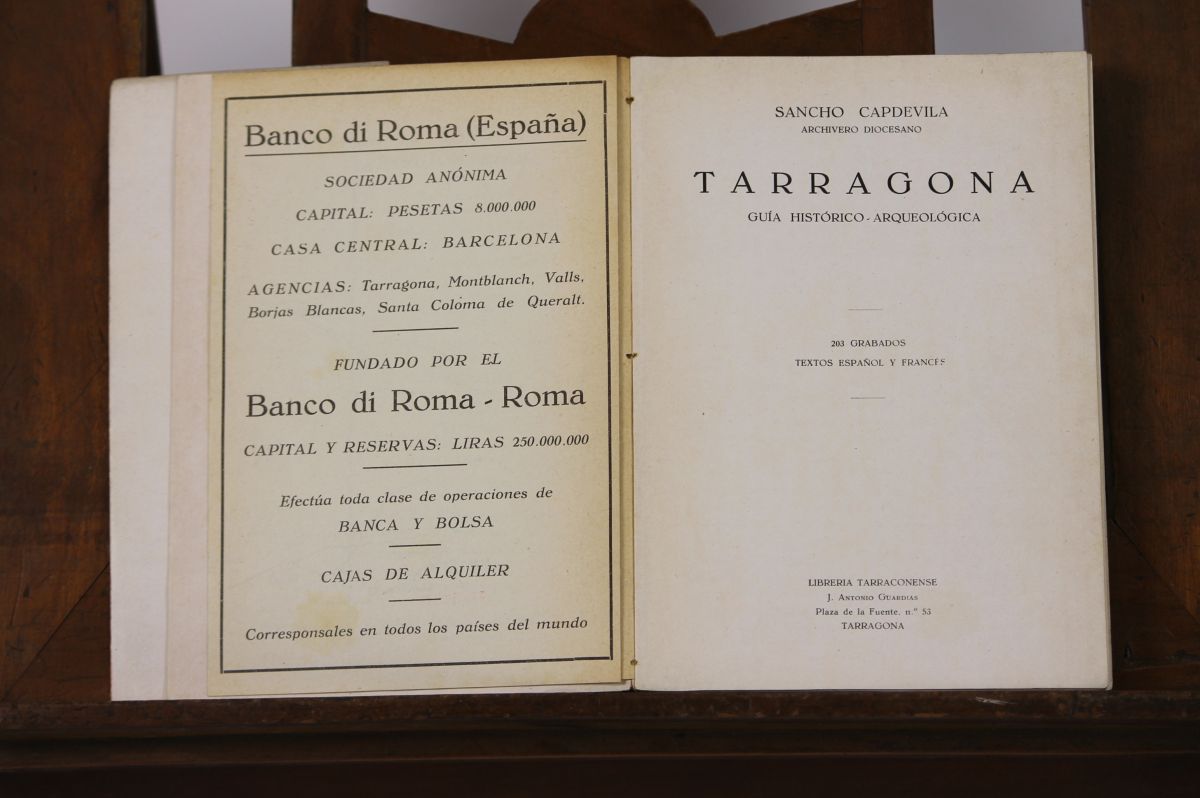 Banco di Roma (España)
SOCIEDAD ANÓNIMA
CAPITAL: PESETAS 8.000.000
CASA CENTRAL: BARCELONA
AGENCIAS: Tarragona, Montblanch, Valls,
Borjas Blancas, Santa Coloma de Queralt.
FUNDADO POR EL
Banco di Roma - Roma
CAPITAL Y RESERVAS: LIRAS 250.000.000
Efectúa toda clase de operaciones de
BANCA Y BOLSA
CAJAS DE ALQUILER
Corresponsales en todos los países del mundo
SANCHO CAPDEVILA
ARCHIVERO DIOCESANO
TARRAGONA
GUÍA HISTÓRICO-ARQUEOLÓGICA
203 GRABADOS
TEXTOS ESPAÑOL Y FRANCÉS
LIBRERIA TARRACONENSE
J. ANTONIO GUARDIAS
Plaza de la Fuente, n.º 53
TARRAGONA